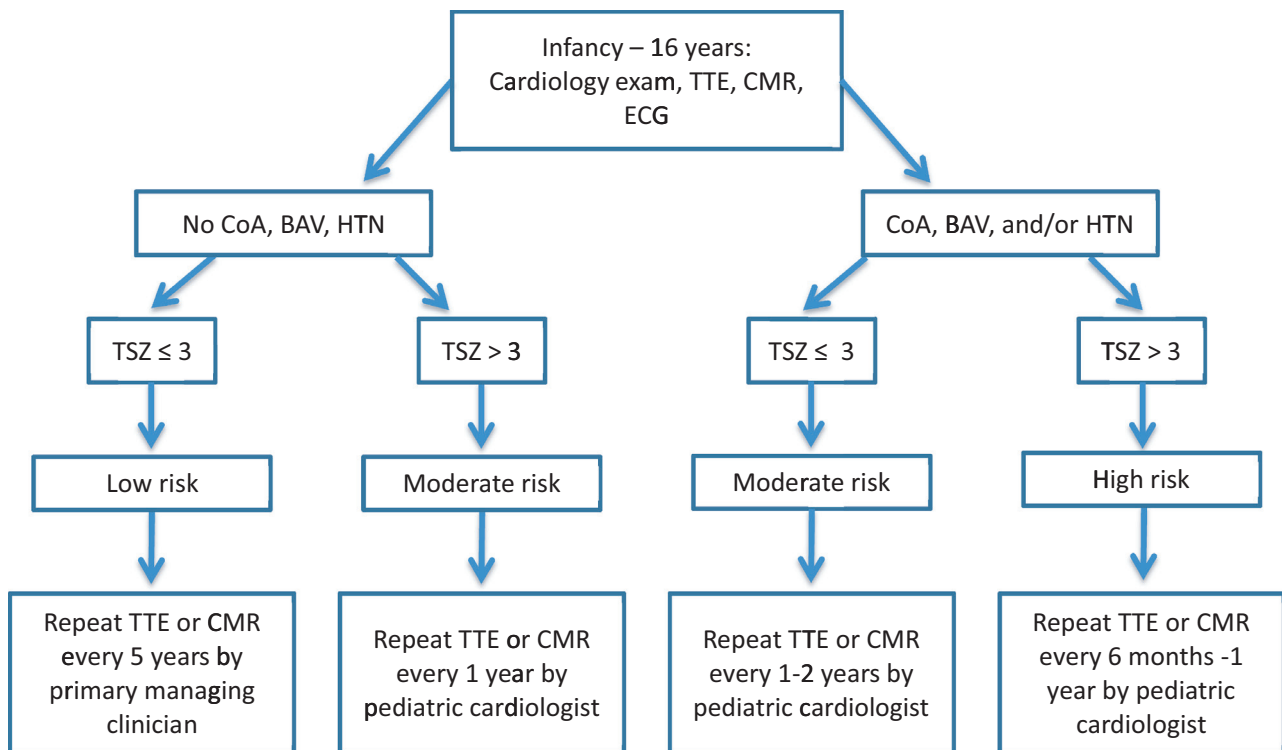 Infancy – 16 years:
Cardiology exam, TTE, CMR,
ECG
No CoA, BAV, HTN
CoA, BAV, and/or HTN
TSZ ≤ 3
TSZ > 3
TSZ ≤ 3
TSZ > 3
Low risk
Moderate risk
Moderate risk
High risk
Repeat TTE or CMR
every 5 years by
primary managing
clinician
Repeat TTE or CMR
every 1 year by
pediatric cardiologist
Repeat TTE or CMR
every 1-2 years by
pediatric cardiologist
Repeat TTE or CMR
every 6 months -1
year by pediatric
cardiologist